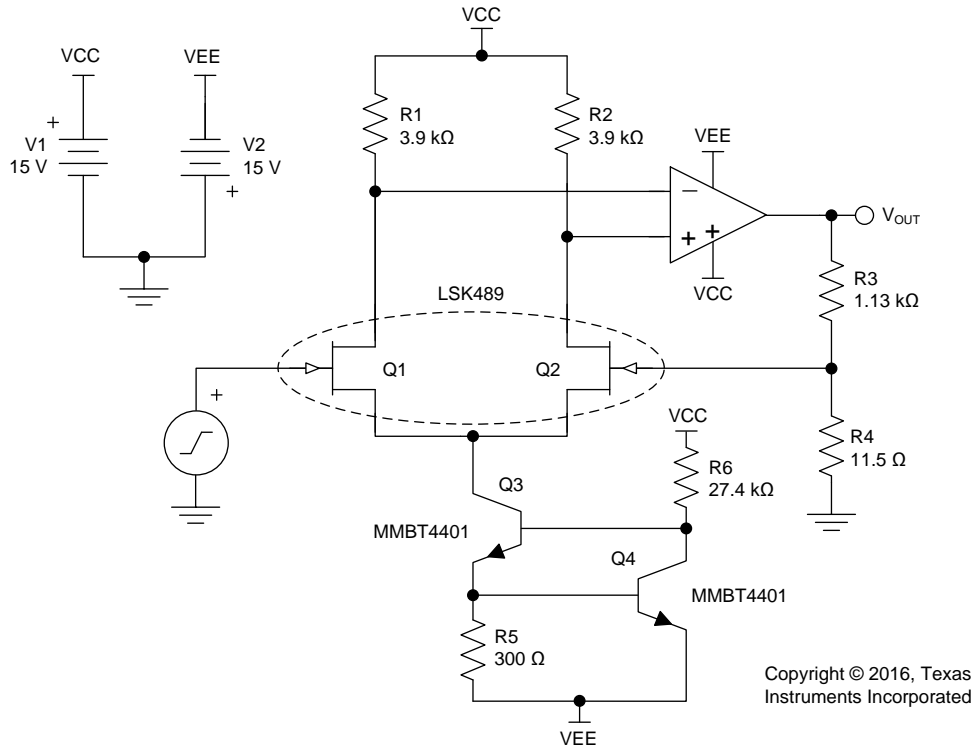 VCC
VCC
VEE
R1
3.9 kΩ
R2
3.9 kΩ
+
V1
15 V
V2
15 V
+
VEE
−
+
+
VCC
VOUT
R3
1.13 kΩ
LSK489
Q1
Q2
+
VCC
R4
11.5 Ω
R6
27.4 kΩ
Q3
MMBT4401
Q4
MMBT4401
R5
300 Ω
VEE
Copyright © 2016, Texas
Instruments Incorporated